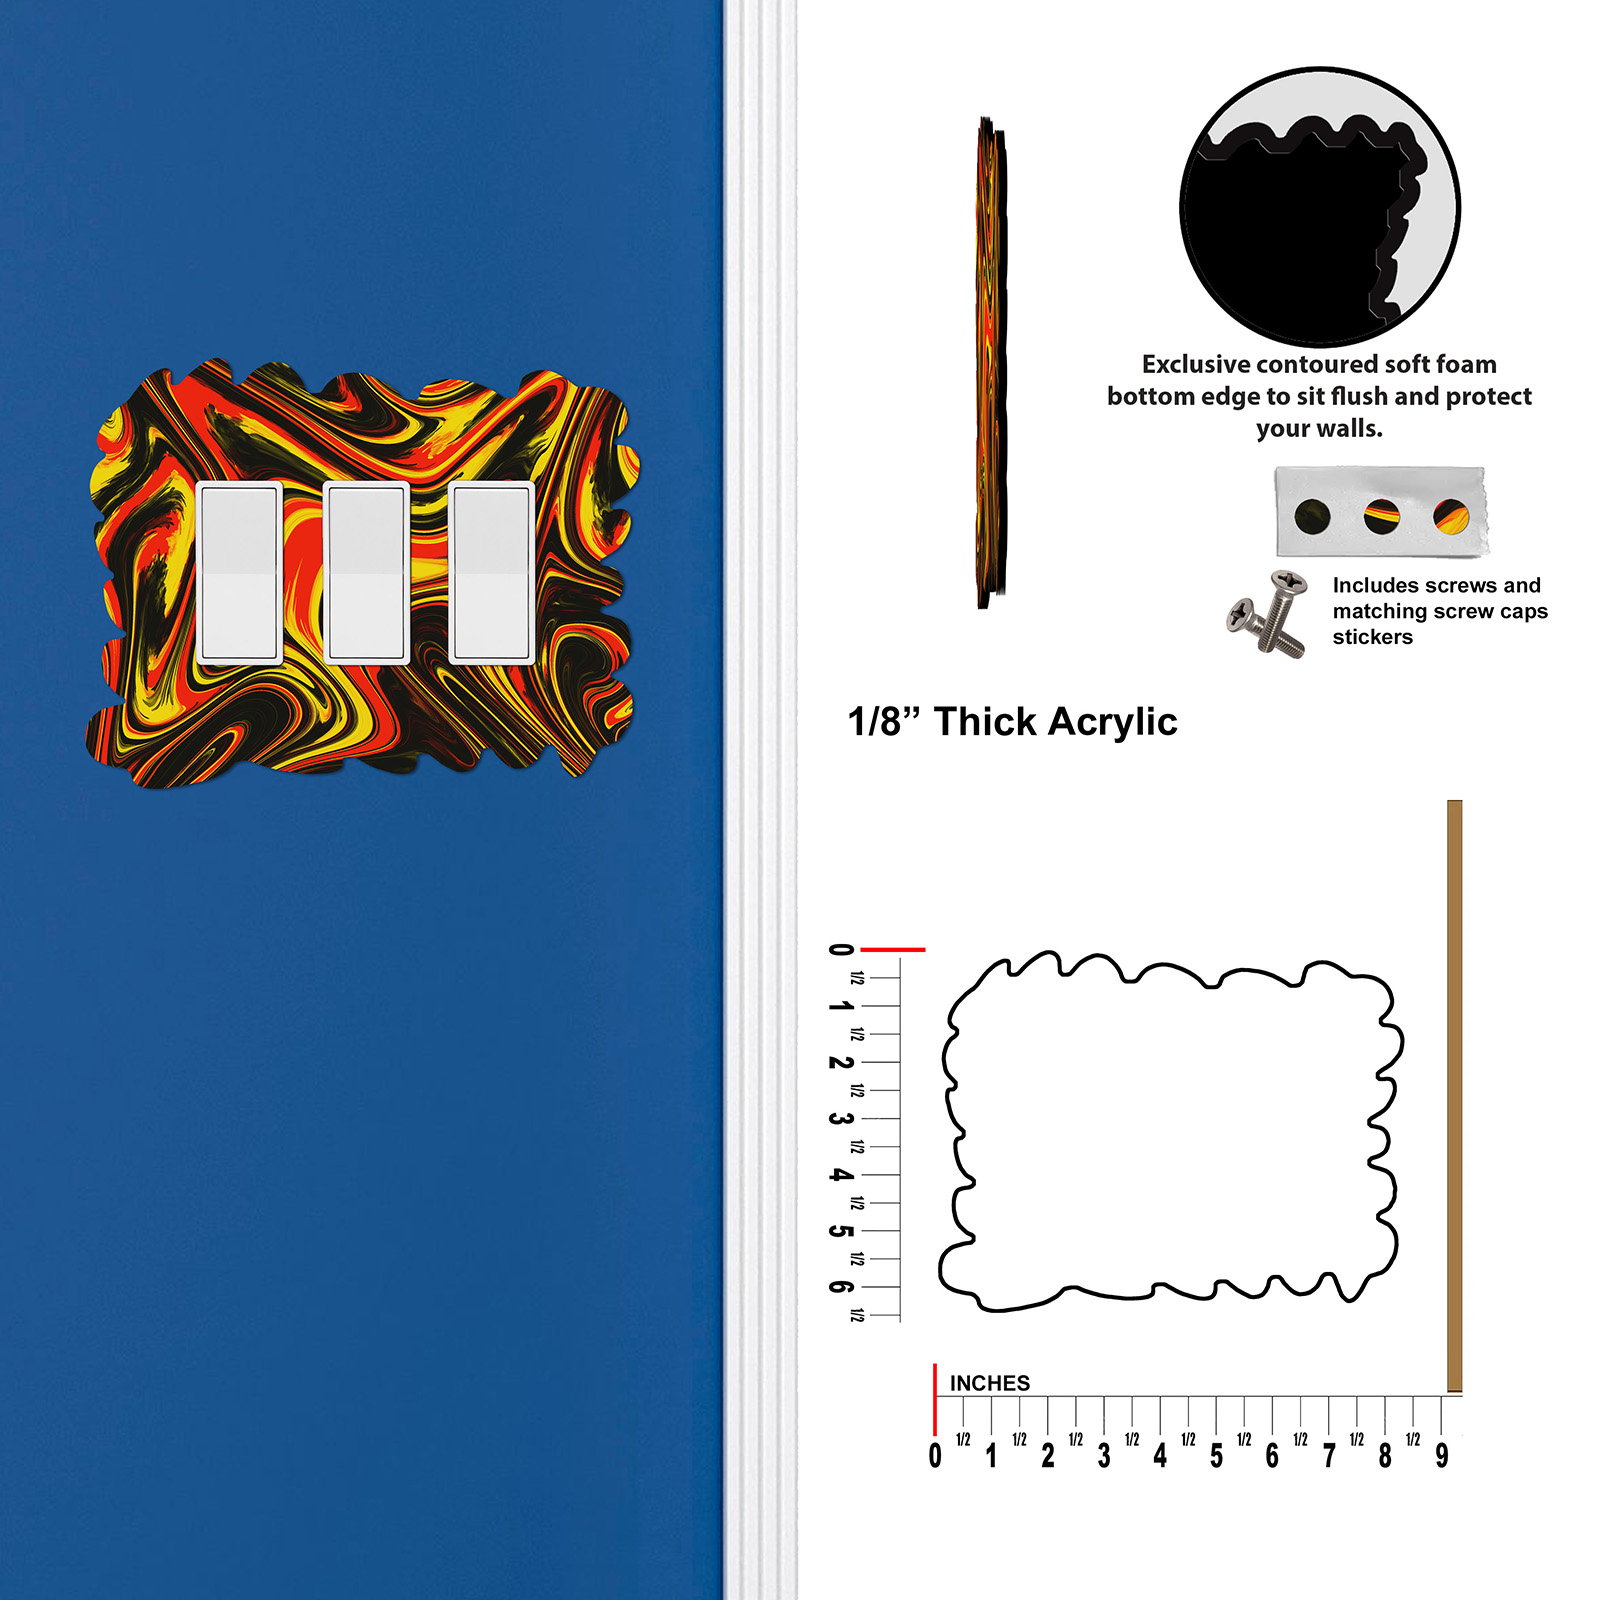 Exclusive contoured soft foam
bottom edge to sit flush and protect
your walls.
Includes screws and
matching screw caps
stickers
1/8” Thick Acrylic
0
1/2
1
1/2
2
1/2
3
1/2
4
1/2
5
1/2
6
1/2
INCHES
0 1/2 1 1/2 2 1/2 3 1/2 4 1/2 5 1/2 6 1/2 7 1/2 8 1/2 9